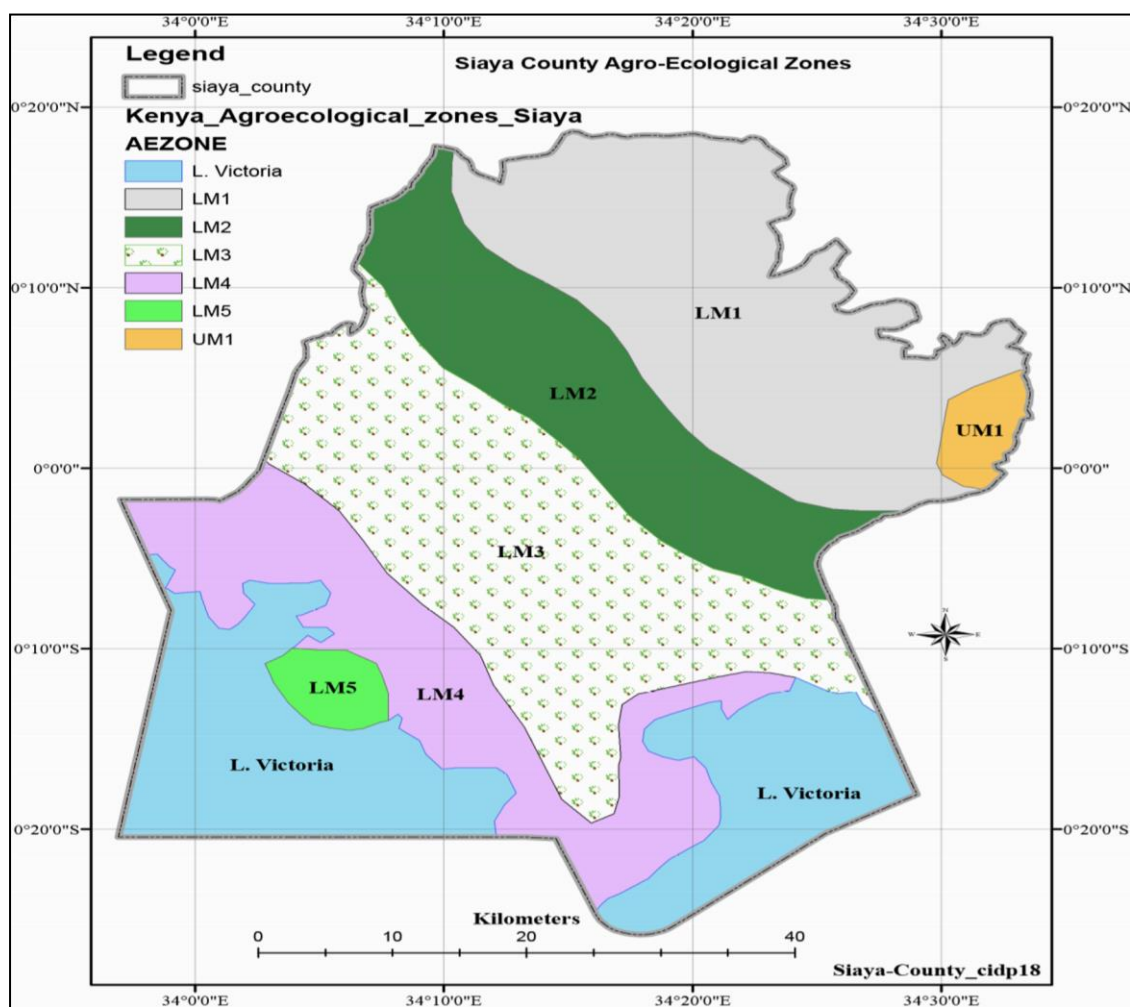 34°0'0"E 34°10'0"E 34°20'0"E 34°30'0"E
Legend
siaya_county
Kenya_Agroecological_zones_Siaya
AEZONE
L. Victoria
LM1
LM2
LM3
LM4
LM5
UM1
Siaya County Agro-Ecological Zones
0°20'0"N 0°20'0"N
0°10'0"N 0°10'0"N
LM1
LM2
UM1
0°0'0" 0°0'0"
LM3
N
W E
S
0°10'0"S 0°10'0"S
LM5
LM4
L. Victoria
L. Victoria
0°20'0"S 0°20'0"S
Kilometers
0 10 20 40
Siaya-County_cidp18
34°0'0"E 34°10'0"E 34°20'0"E 34°30'0"E